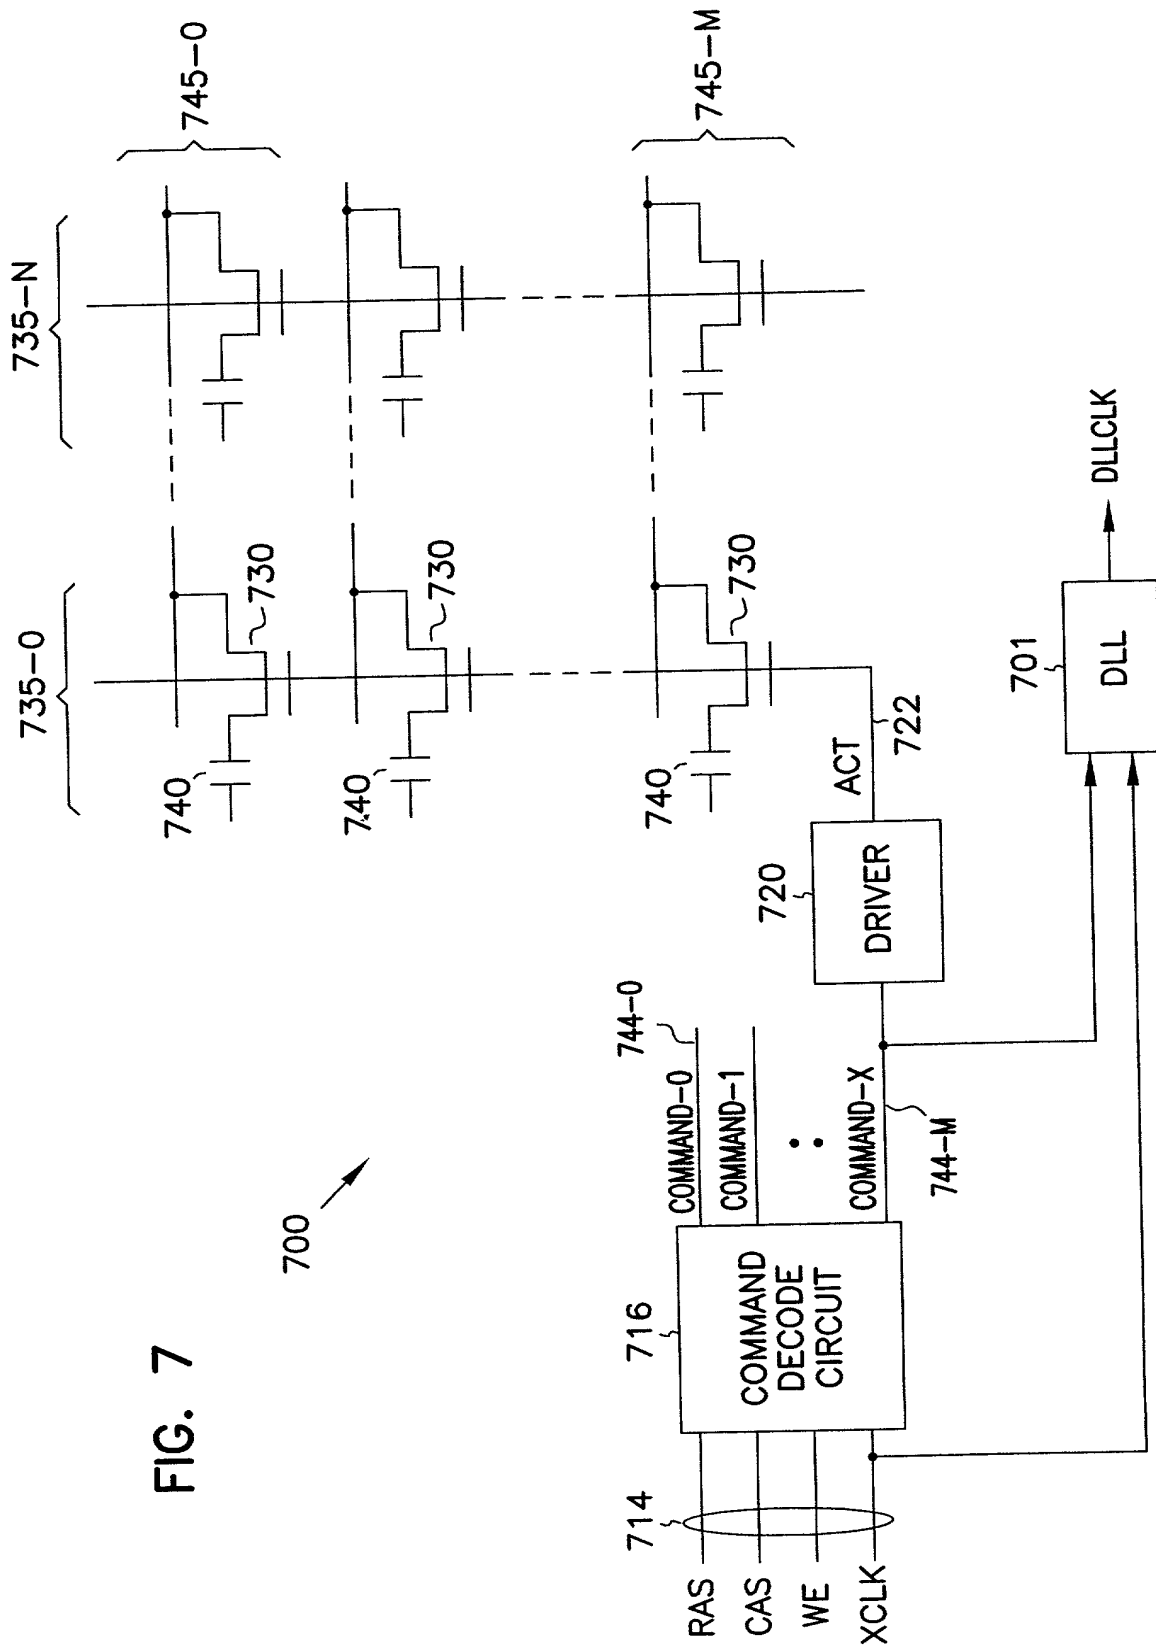 FIG. 7
700
735-0
735-N
745-0
745-M
740
730
740
730
740
730
714
RAS
CAS
WE
XCLK
716
COMMAND
DECODE
CIRCUIT
COMMAND-0
744-0
COMMAND-1
COMMAND-X
744-M
720
DRIVER
ACT
722
701
DLL
DLLCLK